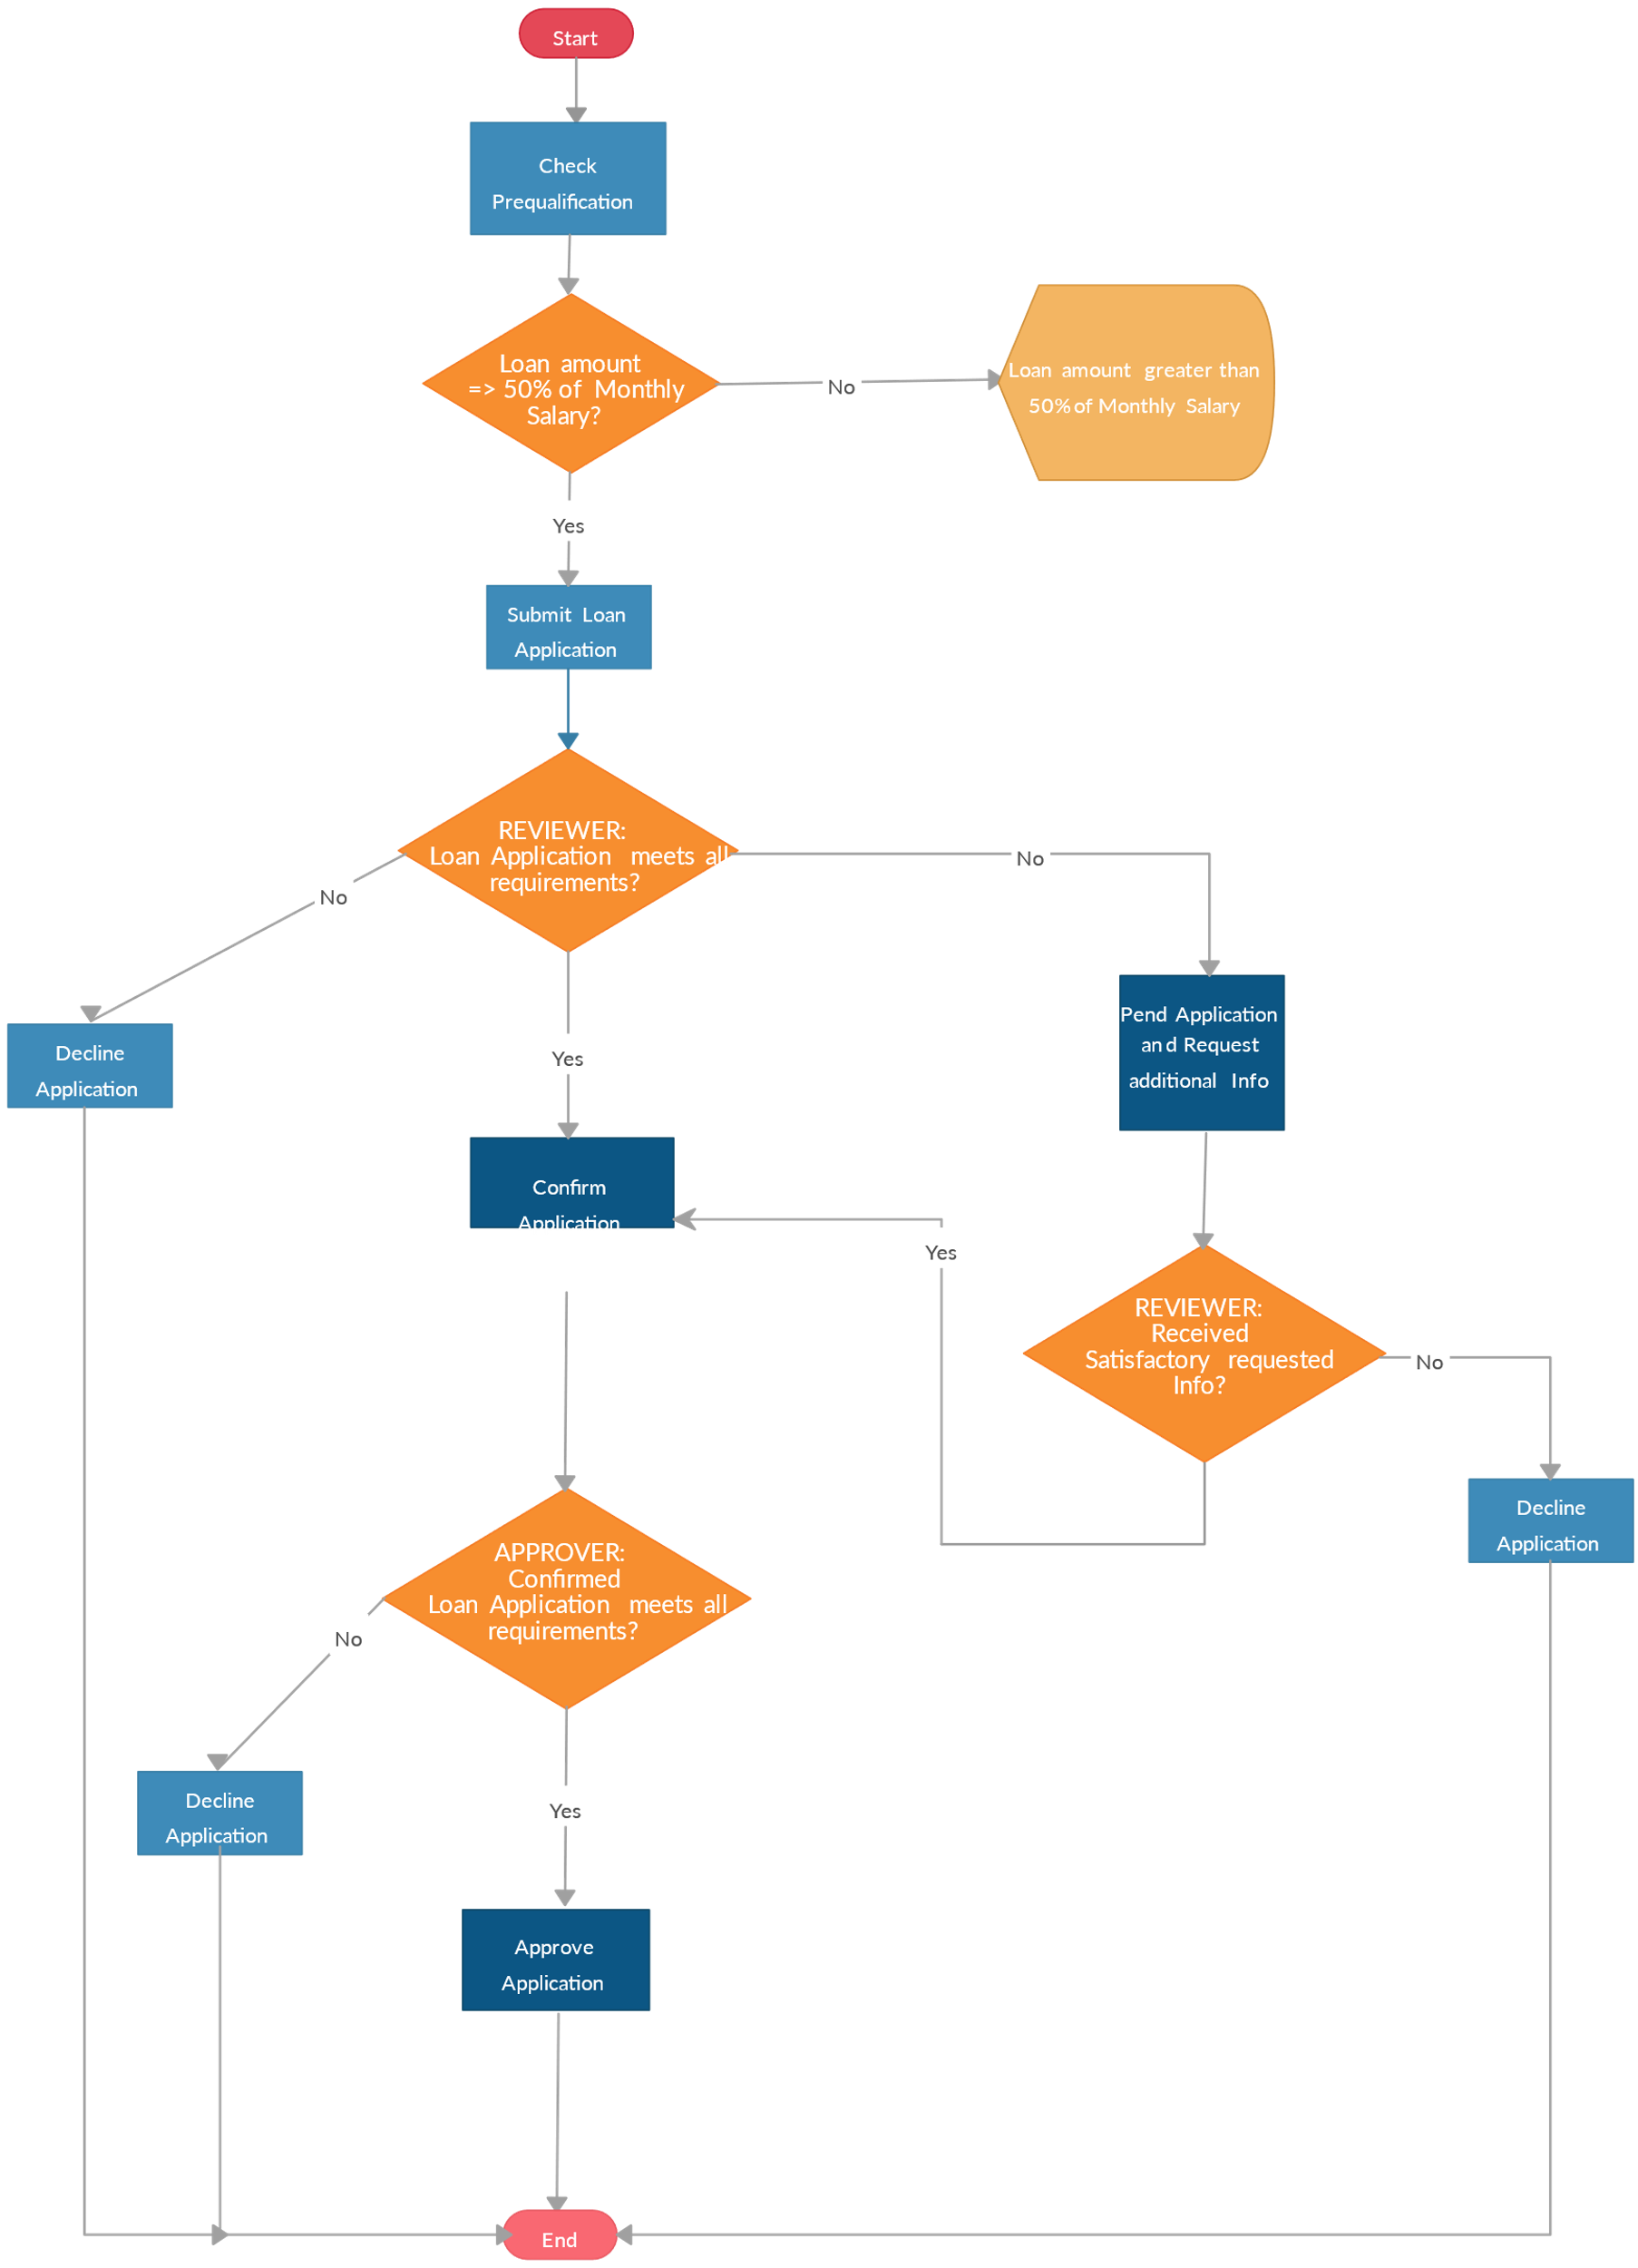 Start
Check
Prequalification
Loan amount
=> 50% of Monthly
Salary?
No
Loan amount greater than
50% of Monthly Salary
Yes
Submit Loan
Application
REVIEWER:
Loan Application meets all
requirements?
No
No
Pend Application
and Request
additional Info
Decline
Application
Yes
Confirm
Application
Yes
REVIEWER:
Received
Satisfactory requested
Info?
No
Decline
Application
APPROVER:
Confirmed
Loan Application meets all
requirements?
No
Decline
Application
Yes
Approve
Application
End